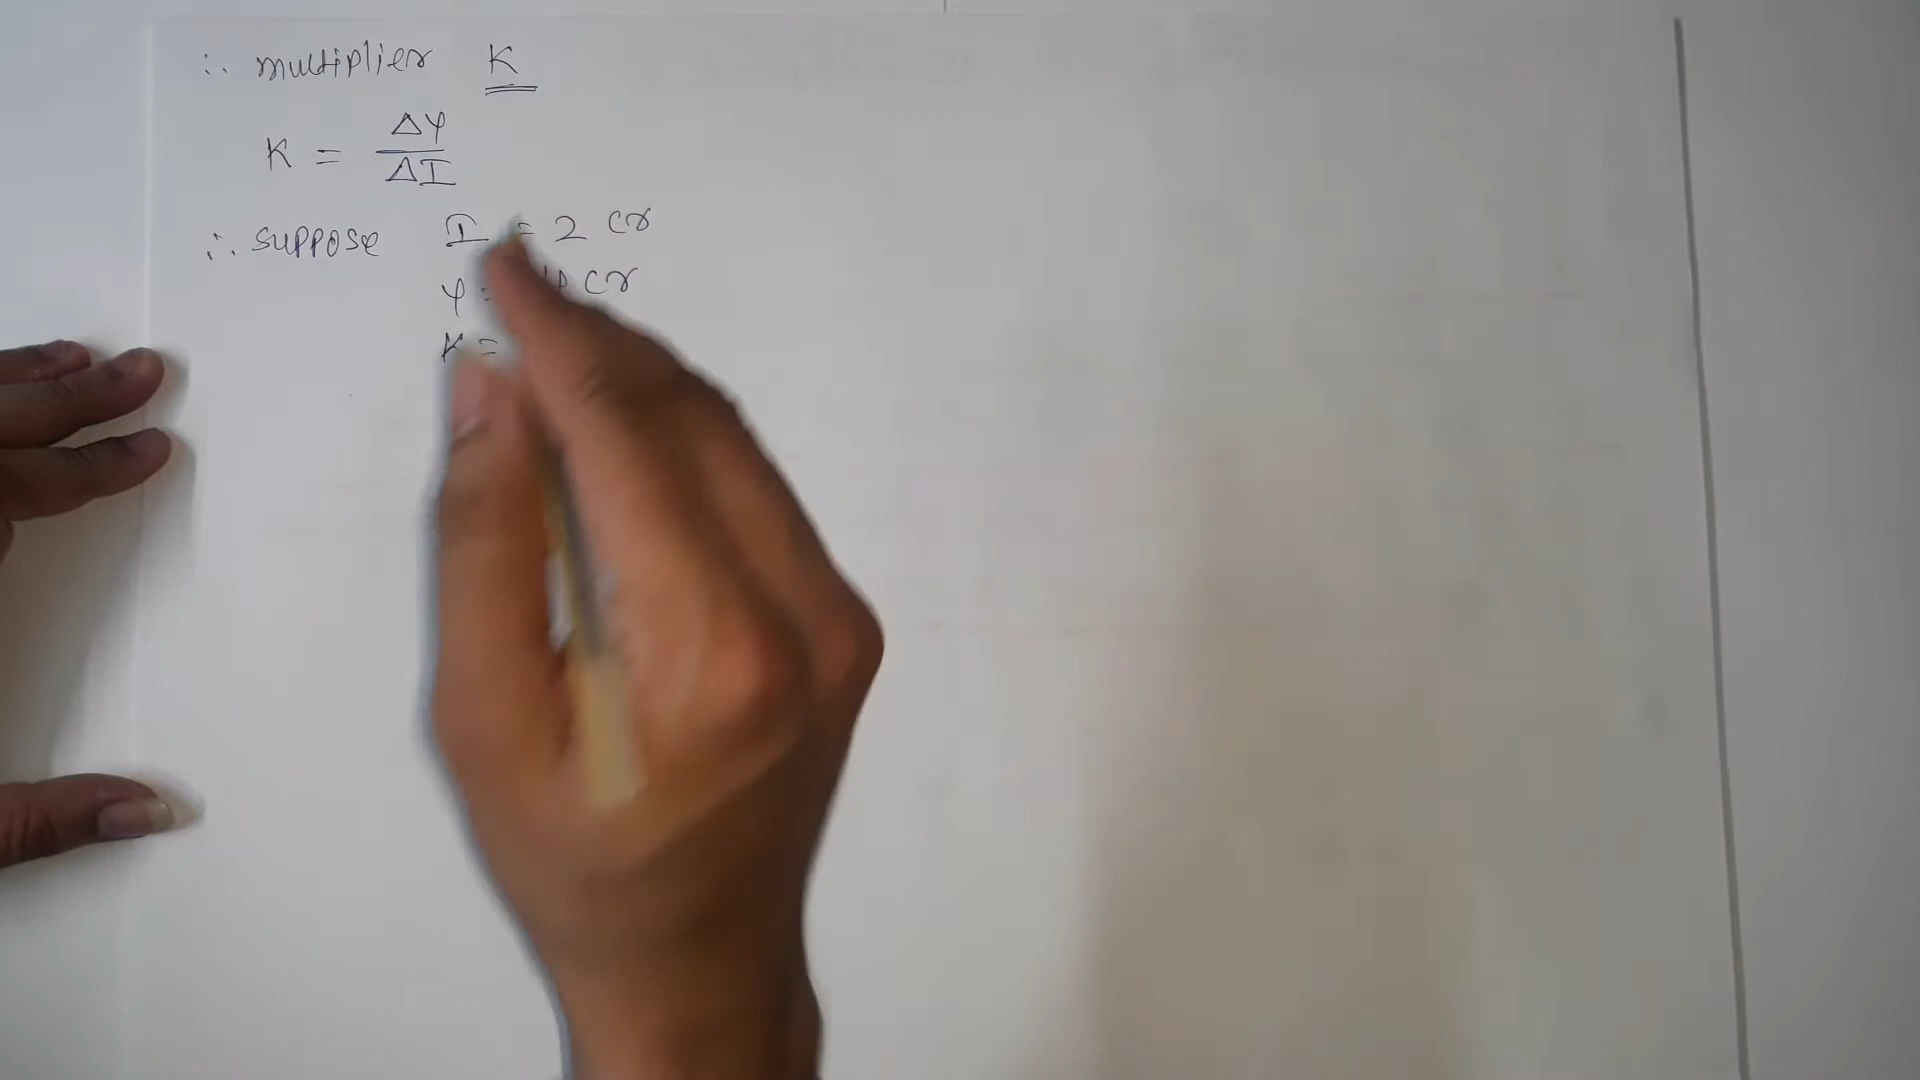 ∴ multiplier K
K = ΔY / ΔI
∴ suppose I = 2 Cr
Y = Cr
K =